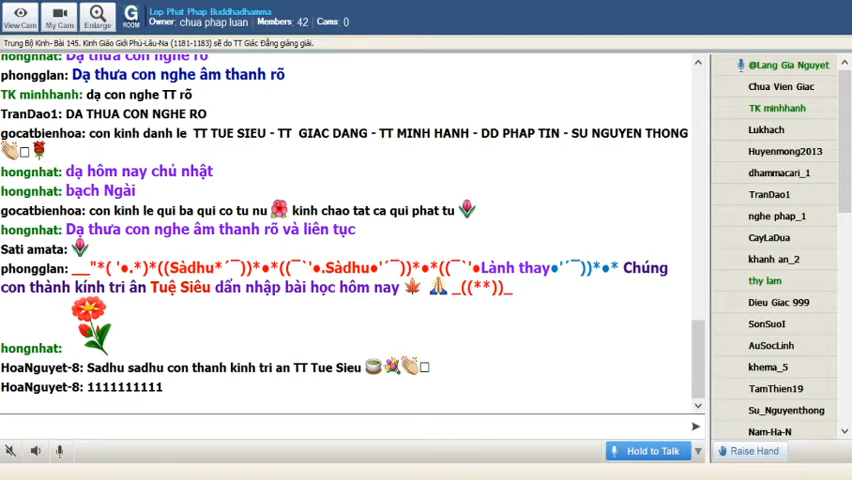 Lop Phat Phap Buddhadhamma
Owner: chua phap luan Members: 42 Cams: 0
View Cam My Cam Enlarge G ROOM
Trung Bộ Kinh- Bài 145. Kinh Giáo Giới Phú-Lâu-Na (1181-1183) sẽ do TT Giác Đẳng giảng giải.
hongnhat: Dạ thưa con nghe âm thanh rõ
phongglan: Dạ thưa con nghe âm thanh rõ
TK minhhanh: dạ con nghe TT rõ
TranDao1: DA THUA CON NGHE RO
gocatbienhoa: con kinh danh le TT TUE SIEU - TT GIAC DANG - TT MINH HANH - DD PHAP TIN - SU NGUYEN THONG
hongnhat: dạ hôm nay chủ nhật
hongnhat: bạch Ngài
gocatbienhoa: con kinh le qui ba qui co tu nu kinh chao tat ca qui phat tu
hongnhat: Dạ thưa con nghe âm thanh rõ và liên tục
Sati amata:
phongglan: __"*( '●.*)*((Sàdhu*´¯))*●*((¯`'●.Sàdhu●'´¯))*●*((¯`'●Lành thay●'´¯))*●* Chúng
con thành kính tri ân Tuệ Siêu dẩn nhập bài học hôm nay _((**))_
hongnhat:
HoaNguyet-8: Sadhu sadhu con thanh kinh tri an TT Tue Sieu
HoaNguyet-8: 1111111111
Hold to Talk
@Lang Gia Nguyet
Chua Vien Giac
TK minhhanh
Lukhach
Huyenmong2013
dhammacari_1
TranDao1
nghe phap_1
CayLaDua
khanh an_2
thy lam
Dieu Giac 999
SonSuoI
AuSocLinh
khema_5
TamThien19
Su_Nguyenthong
Nam-Ha-N
Raise Hand